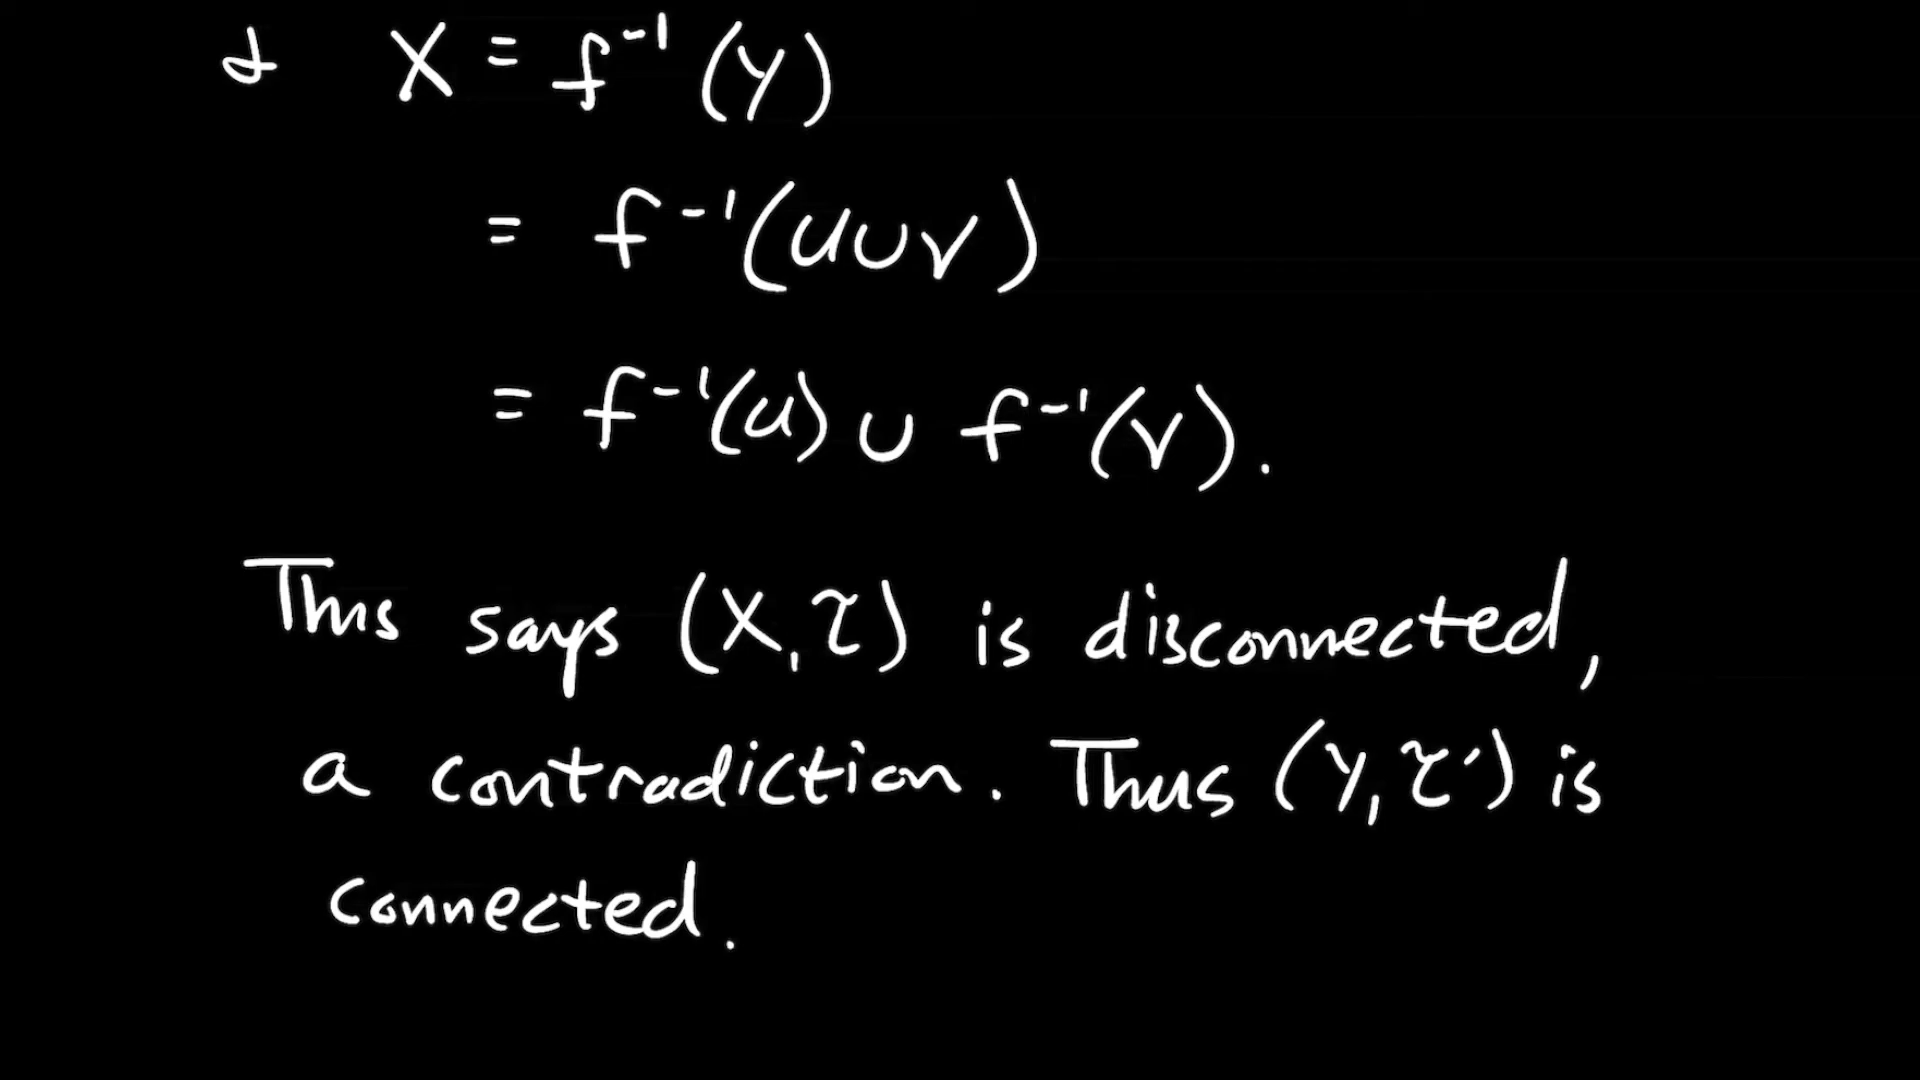 & X = f⁻¹(Y)
= f⁻¹(U∪V)
= f⁻¹(U) ∪ f⁻¹(V).
This says (X, τ) is disconnected,
a contradiction. Thus (Y, τ') is
connected.